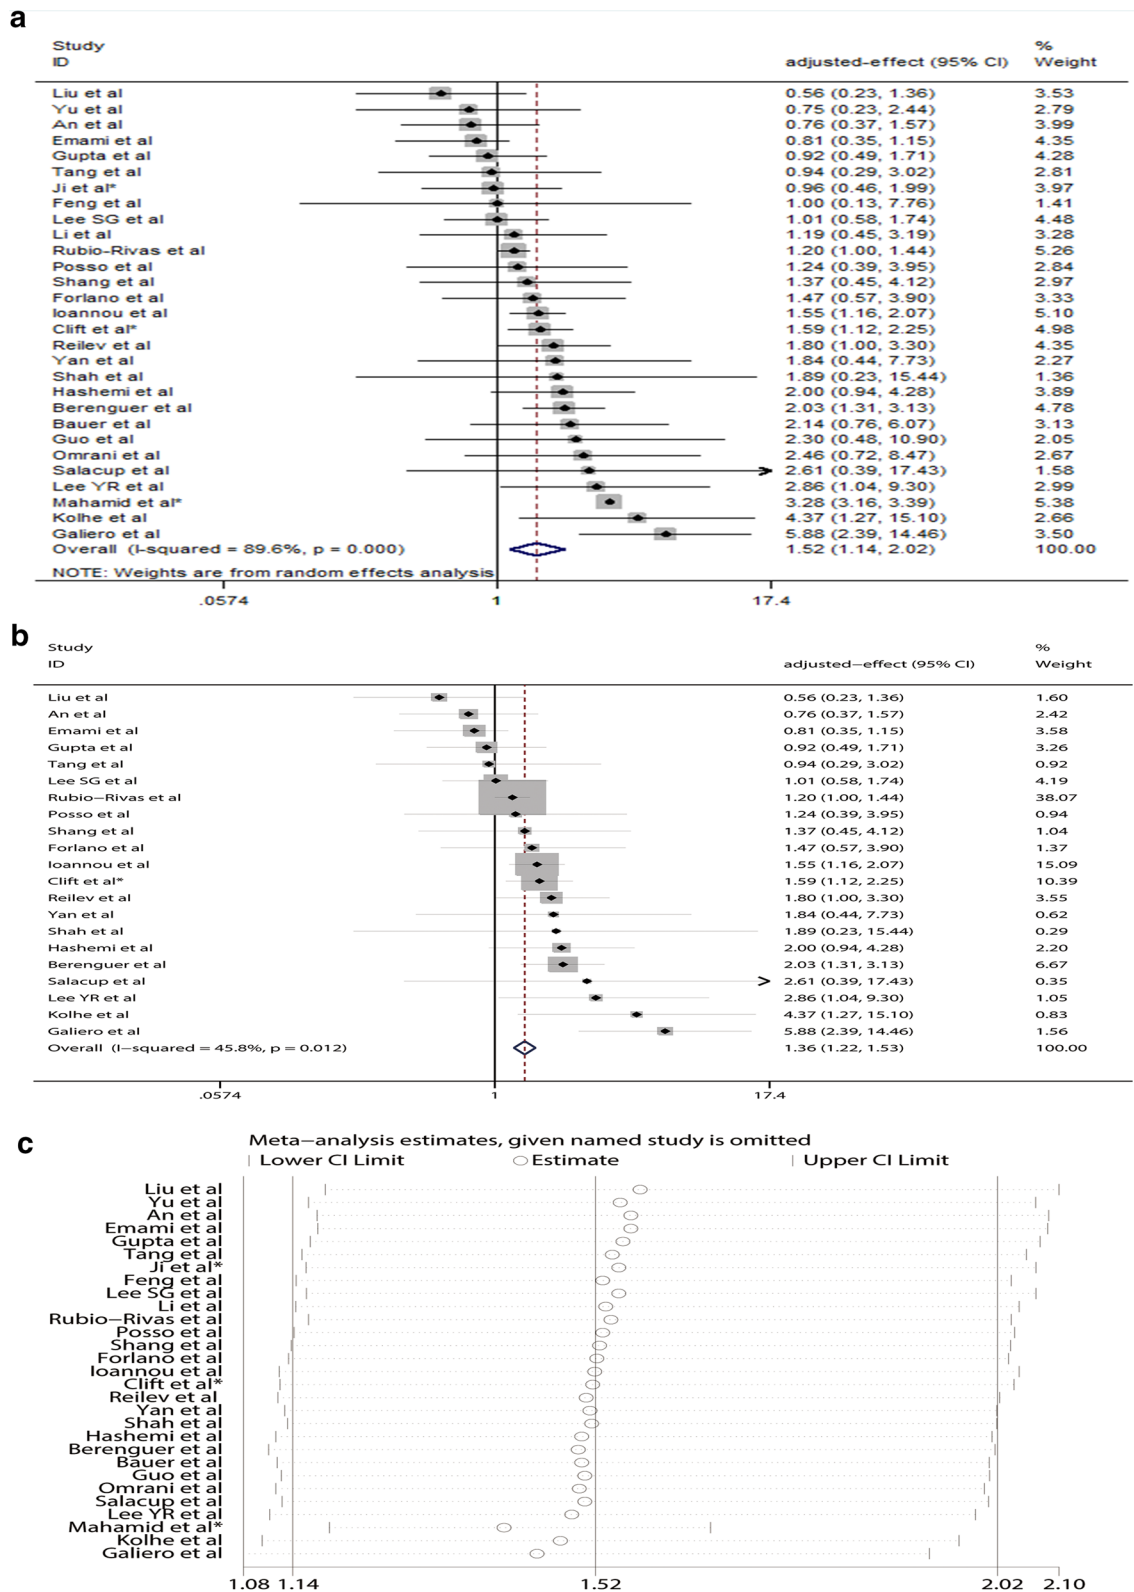 a
Study %
ID adjusted-effect (95% CI) Weight
Liu et al 0.56 (0.23, 1.36) 3.53
Yu et al 0.75 (0.23, 2.44) 2.79
An et al 0.76 (0.37, 1.57) 3.99
Emami et al 0.81 (0.35, 1.15) 4.35
Gupta et al 0.92 (0.49, 1.71) 4.28
Tang et al 0.94 (0.29, 3.02) 2.81
Ji et al* 0.96 (0.46, 1.99) 3.97
Feng et al 1.00 (0.13, 7.76) 1.41
Lee SG et al 1.01 (0.58, 1.74) 4.48
Li et al 1.19 (0.45, 3.19) 3.28
Rubio-Rivas et al 1.20 (1.00, 1.44) 5.26
Posso et al 1.24 (0.39, 3.95) 2.84
Shang et al 1.37 (0.45, 4.12) 2.97
Forlano et al 1.47 (0.57, 3.90) 3.33
Ioannou et al 1.55 (1.16, 2.07) 5.10
Clift et al* 1.59 (1.12, 2.25) 4.98
Reilev et al 1.80 (1.00, 3.30) 4.35
Yan et al 1.84 (0.44, 7.73) 2.27
Shah et al 1.89 (0.23, 15.44) 1.36
Hashemi et al 2.00 (0.94, 4.28) 3.89
Berenguer et al 2.03 (1.31, 3.13) 4.78
Bauer et al 2.14 (0.76, 6.07) 3.13
Guo et al 2.30 (0.48, 10.90) 2.05
Omrani et al 2.46 (0.72, 8.47) 2.67
Salacup et al 2.61 (0.39, 17.43) 1.58
Lee YR et al 2.86 (1.04, 9.30) 2.99
Mahamid et al* 3.28 (3.16, 3.39) 5.38
Kolhe et al 4.37 (1.27, 15.10) 2.66
Galiero et al 5.88 (2.39, 14.46) 3.50
Overall (I-squared = 89.6%, p = 0.000) 1.52 (1.14, 2.02) 100.00
NOTE: Weights are from random effects analysis
.0574 1 17.4
b
Study %
ID adjusted−effect (95% CI) Weight
Liu et al 0.56 (0.23, 1.36) 1.60
An et al 0.76 (0.37, 1.57) 2.42
Emami et al 0.81 (0.35, 1.15) 3.58
Gupta et al 0.92 (0.49, 1.71) 3.26
Tang et al 0.94 (0.29, 3.02) 0.92
Lee SG et al 1.01 (0.58, 1.74) 4.19
Rubio−Rivas et al 1.20 (1.00, 1.44) 38.07
Posso et al 1.24 (0.39, 3.95) 0.94
Shang et al 1.37 (0.45, 4.12) 1.04
Forlano et al 1.47 (0.57, 3.90) 1.37
Ioannou et al 1.55 (1.16, 2.07) 15.09
Clift et al* 1.59 (1.12, 2.25) 10.39
Reilev et al 1.80 (1.00, 3.30) 3.55
Yan et al 1.84 (0.44, 7.73) 0.62
Shah et al 1.89 (0.23, 15.44) 0.29
Hashemi et al 2.00 (0.94, 4.28) 2.20
Berenguer et al 2.03 (1.31, 3.13) 6.67
Salacup et al 2.61 (0.39, 17.43) 0.35
Lee YR et al 2.86 (1.04, 9.30) 1.05
Kolhe et al 4.37 (1.27, 15.10) 0.83
Galiero et al 5.88 (2.39, 14.46) 1.56
Overall (I−squared = 45.8%, p = 0.012) 1.36 (1.22, 1.53) 100.00
.0574 1 17.4
c
Meta−analysis estimates, given named study is omitted
Lower CI Limit Estimate Upper CI Limit
Liu et al
Yu et al
An et al
Emami et al
Gupta et al
Tang et al
Ji et al*
Feng et al
Lee SG et al
Li et al
Rubio−Rivas et al
Posso et al
Shang et al
Forlano et al
Ioannou et al
Clift et al*
Reilev et al
Yan et al
Shah et al
Hashemi et al
Berenguer et al
Bauer et al
Guo et al
Omrani et al
Salacup et al
Lee YR et al
Mahamid et al*
Kolhe et al
Galiero et al
1.08 1.14 1.52 2.02 2.10